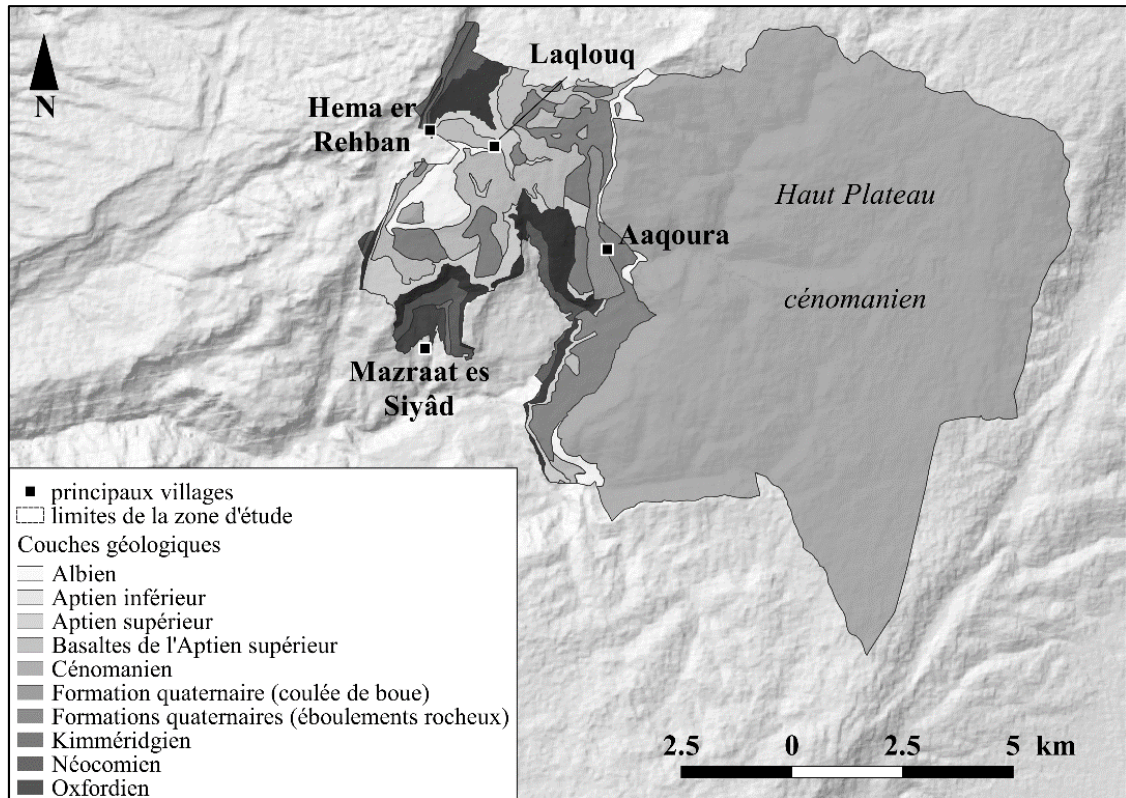 N
Laqlouq
Hema er
Rehban
Aaqoura
Haut Plateau
cénomanien
Mazraat es
Siyâd
principaux villages
limites de la zone d'étude
Couches géologiques
Albien
Aptien inférieur
Aptien supérieur
Basaltes de l'Aptien supérieur
Cénomanien
Formation quaternaire (coulée de boue)
Formations quaternaires (éboulements rocheux)
Kimméridgien
Néocomien
Oxfordien
2.5 0 2.5 5 km